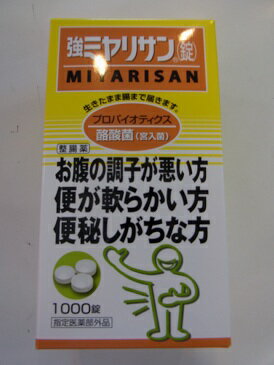 強ミヤリサン®錠
MIYARISAN
生きたまま腸まで届きます
プロバイオティクス
酪酸菌(宮入菌)
整腸薬
お腹の調子が悪い方
便が軟らかい方
便秘しがちな方
1000錠
指定医薬部外品